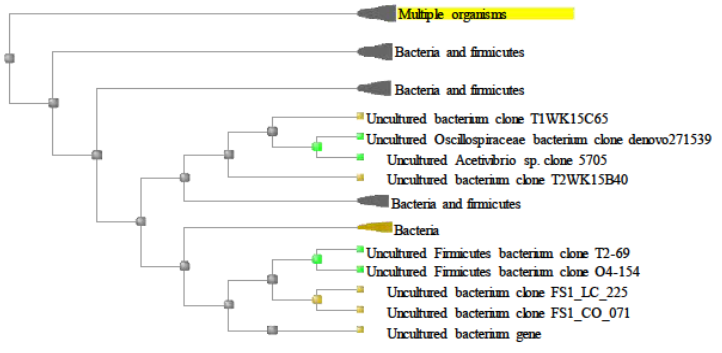 Multiple organisms
Bacteria and firmicutes
Bacteria and firmicutes
Uncultured bacterium clone T1WK15C65
Uncultured Oscillospiraceae bacterium clone denovo271539
Uncultured Acetivibrio sp. clone 5705
Uncultured bacterium clone T2WK15B40
Bacteria and firmicutes
Bacteria
Uncultured Firmicutes bacterium clone T2-69
Uncultured Firmicutes bacterium clone O4-154
Uncultured bacterium clone FS1_LC_225
Uncultured bacterium clone FS1_CO_071
Uncultured bacterium gene